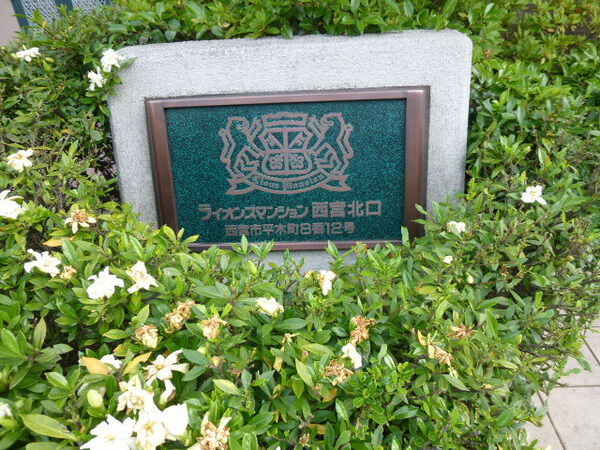 Lions Mansion
ライオンズマンション 西宮北口
西宮市平木町8番12号